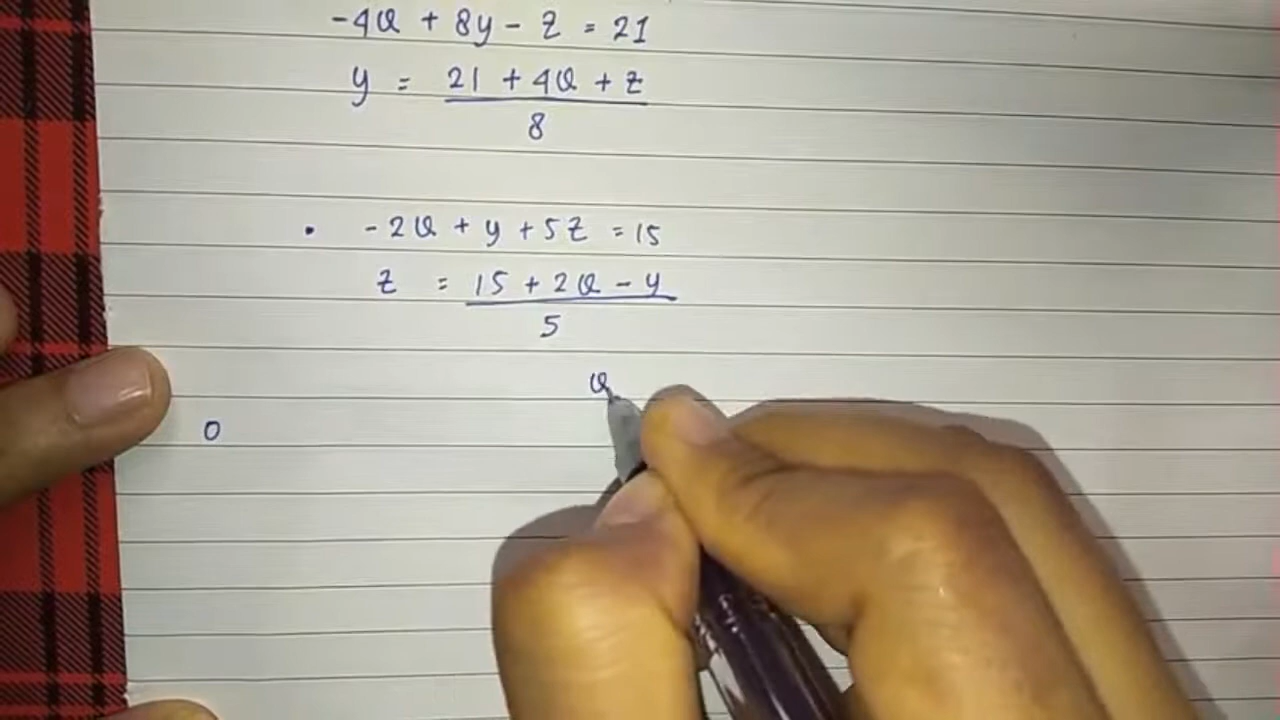 -4x + 8y - z = 21
y = 21 + 4x + z
8
• -2x + y + 5z = 15
z = 15 + 2x - y
5
x
0